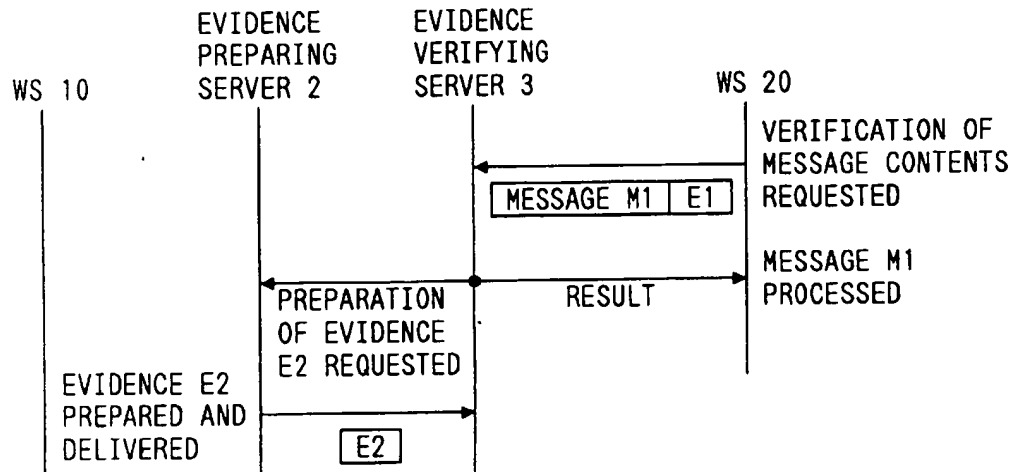 WS 10
EVIDENCE
PREPARING
SERVER 2
EVIDENCE
VERIFYING
SERVER 3
WS 20
VERIFICATION OF
MESSAGE CONTENTS
REQUESTED
MESSAGE M1 E1
MESSAGE M1
PROCESSED
RESULT
PREPARATION
OF EVIDENCE
E2 REQUESTED
EVIDENCE E2
PREPARED AND
DELIVERED
E2